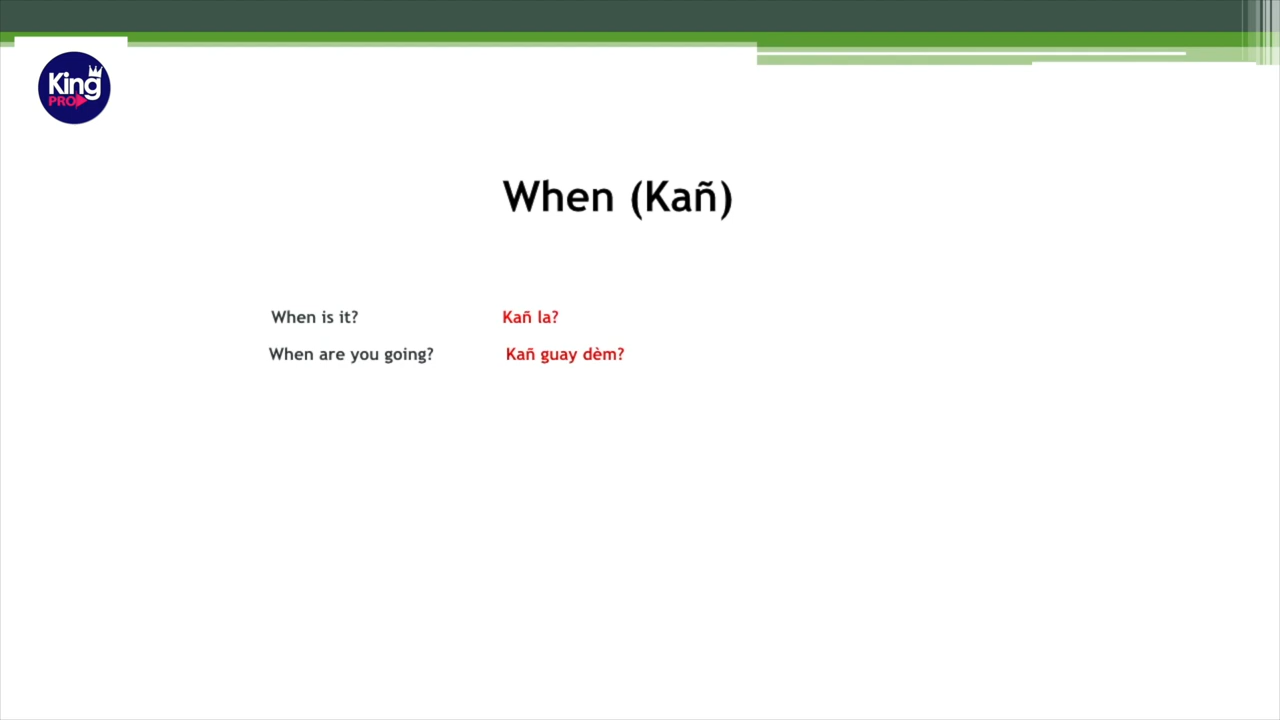 King
PRO
When (Kañ)
When is it? Kañ la?
When are you going? Kañ guay dèm?